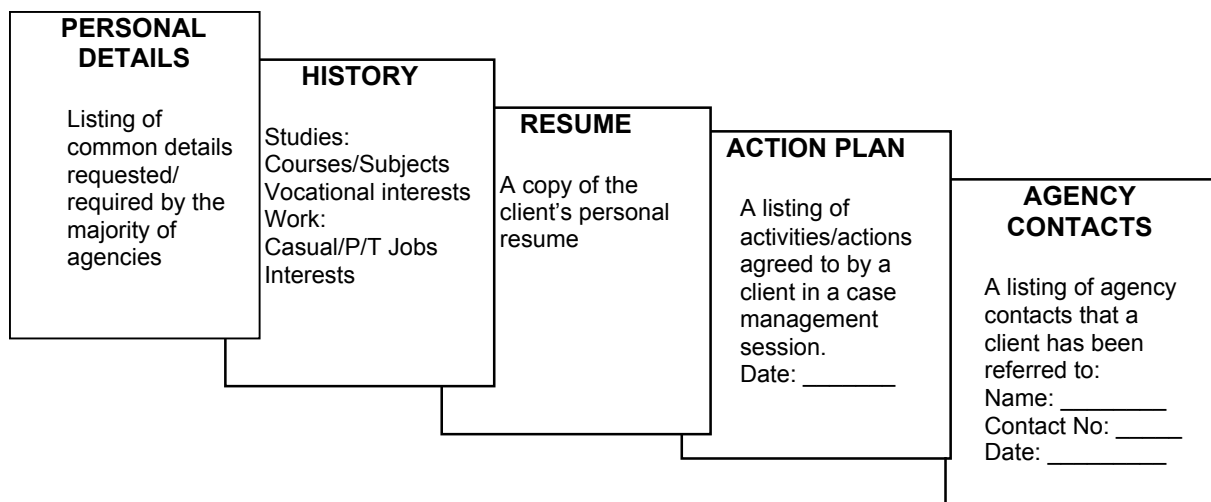 PERSONAL
DETAILS
Listing of
common details
requested/
required by the
majority of
agencies
HISTORY
Studies:
Courses/Subjects
Vocational interests
Work:
Casual/P/T Jobs
Interests
RESUME
A copy of the
client's personal
resume
ACTION PLAN
A listing of
activities/actions
agreed to by a
client in a case
management
session.
Date: _______
AGENCY
CONTACTS
A listing of agency
contacts that a
client has been
referred to:
Name: ________
Contact No: _____
Date: _________